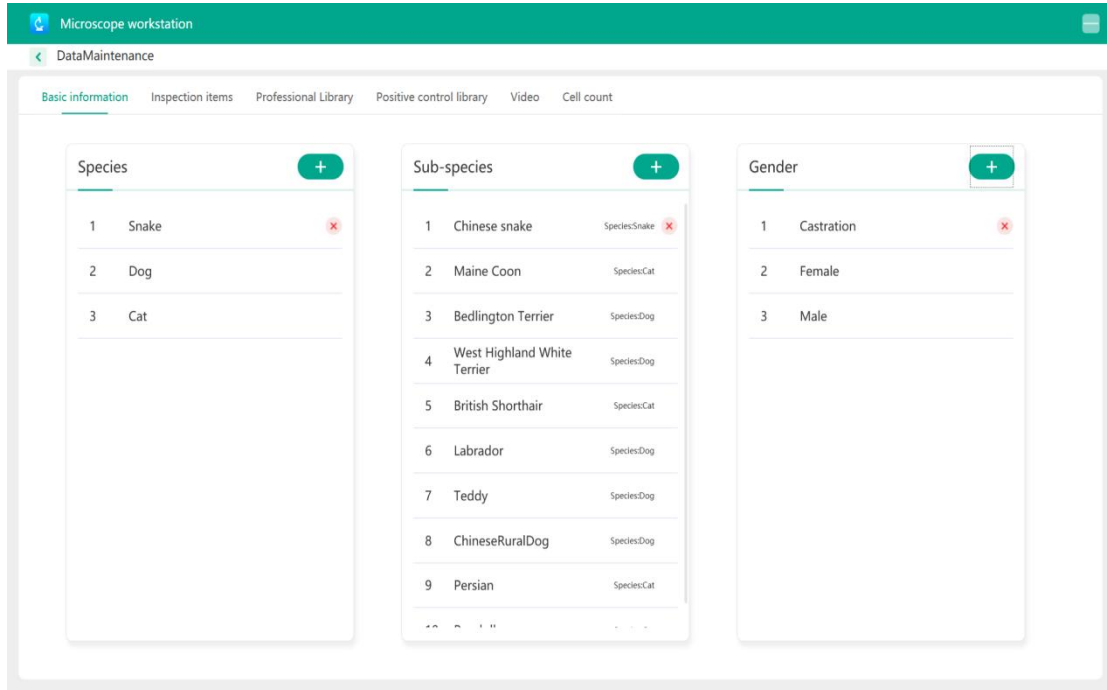 Microscope workstation
DataMaintenance
Basic information Inspection items Professional Library Positive control library Video Cell count
Species
1 Snake
2 Dog
3 Cat
Sub-species
1 Chinese snake Species:Snake
2 Maine Coon Species:Cat
3 Bedlington Terrier Species:Dog
4 West Highland White
Terrier Species:Dog
5 British Shorthair Species:Cat
6 Labrador Species:Dog
7 Teddy Species:Dog
8 ChineseRuralDog Species:Dog
9 Persian Species:Cat
Gender
1 Castration
2 Female
3 Male